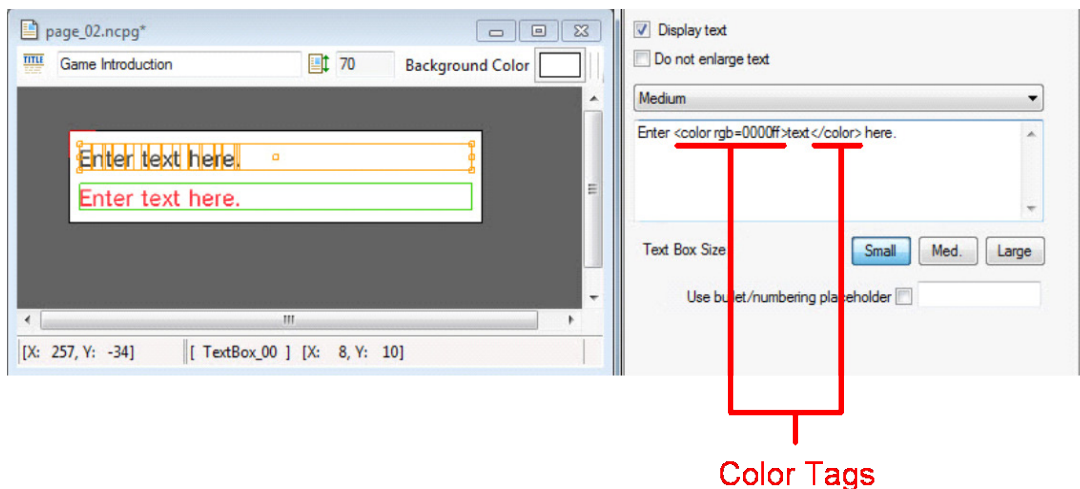 page_02.ncpg*
TITLE Game Introduction 70 Background Color
Enter text here.
Enter text here.
[X: 257, Y: -34] [ TextBox_00 ] [X: 8, Y: 10]
Display text
Do not enlarge text
Medium
Enter <color rgb=0000ff>text</color> here.
Text Box Size Small Med. Large
Use bullet/numbering placeholder
Color Tags